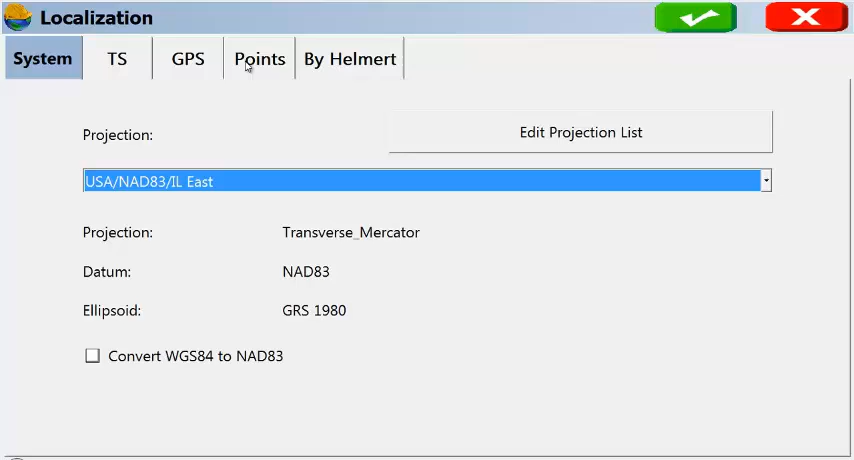 Localization
System TS GPS Points By Helmert
Projection: Edit Projection List
USA/NAD83/IL East
Projection: Transverse_Mercator
Datum: NAD83
Ellipsoid: GRS 1980
Convert WGS84 to NAD83